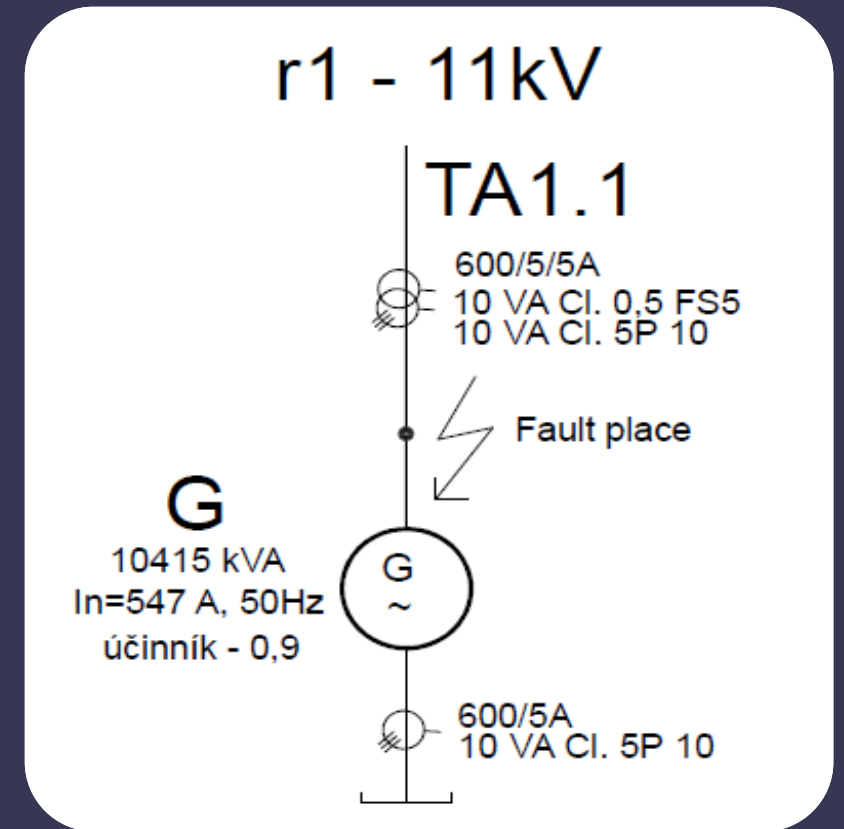 r1 - 11kV
TA1.1
600/5/5A
10 VA Cl. 0,5 FS5
10 VA Cl. 5P 10
Fault place
G
10415 kVA
In=547 A, 50Hz
účinník - 0,9
G
~
600/5A
10 VA Cl. 5P 10